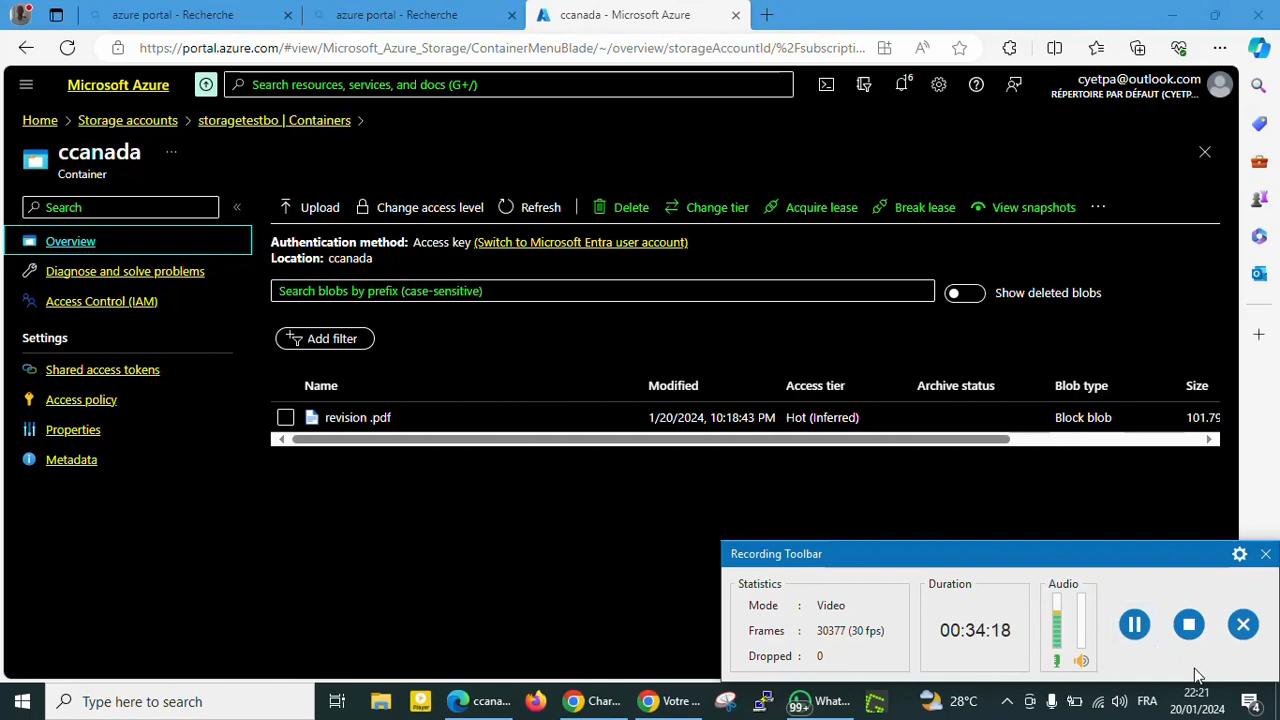 azure portal - Recherche
azure portal - Recherche
ccanada - Microsoft Azure
https://portal.azure.com/#view/Microsoft_Azure_Storage/ContainerMenuBlade/~/overview/storageAccountId/%2Fsubscripti...
Microsoft Azure
Search resources, services, and docs (G+/)
16
cyetpa@outlook.com
RÉPERTOIRE PAR DÉFAUT (CYETP...
Home > Storage accounts > storagetestbo | Containers >
ccanada ...
Container
Search
Upload
Change access level
Refresh
Delete
Change tier
Acquire lease
Break lease
View snapshots
Overview
Authentication method: Access key (Switch to Microsoft Entra user account)
Location: ccanada
Diagnose and solve problems
Access Control (IAM)
Search blobs by prefix (case-sensitive)
Show deleted blobs
Settings
Add filter
Shared access tokens
Access policy
Properties
Metadata
Name Modified Access tier Archive status Blob type Size
revision .pdf 1/20/2024, 10:18:43 PM Hot (Inferred) Block blob 101.79
Recording Toolbar
Statistics
Mode : Video
Frames : 30377 (30 fps)
Dropped : 0
Duration
00:34:18
Audio
Type here to search
Player
ccana...
Char...
Votre ...
99+
What...
28°C
FRA
22:21
20/01/2024
4